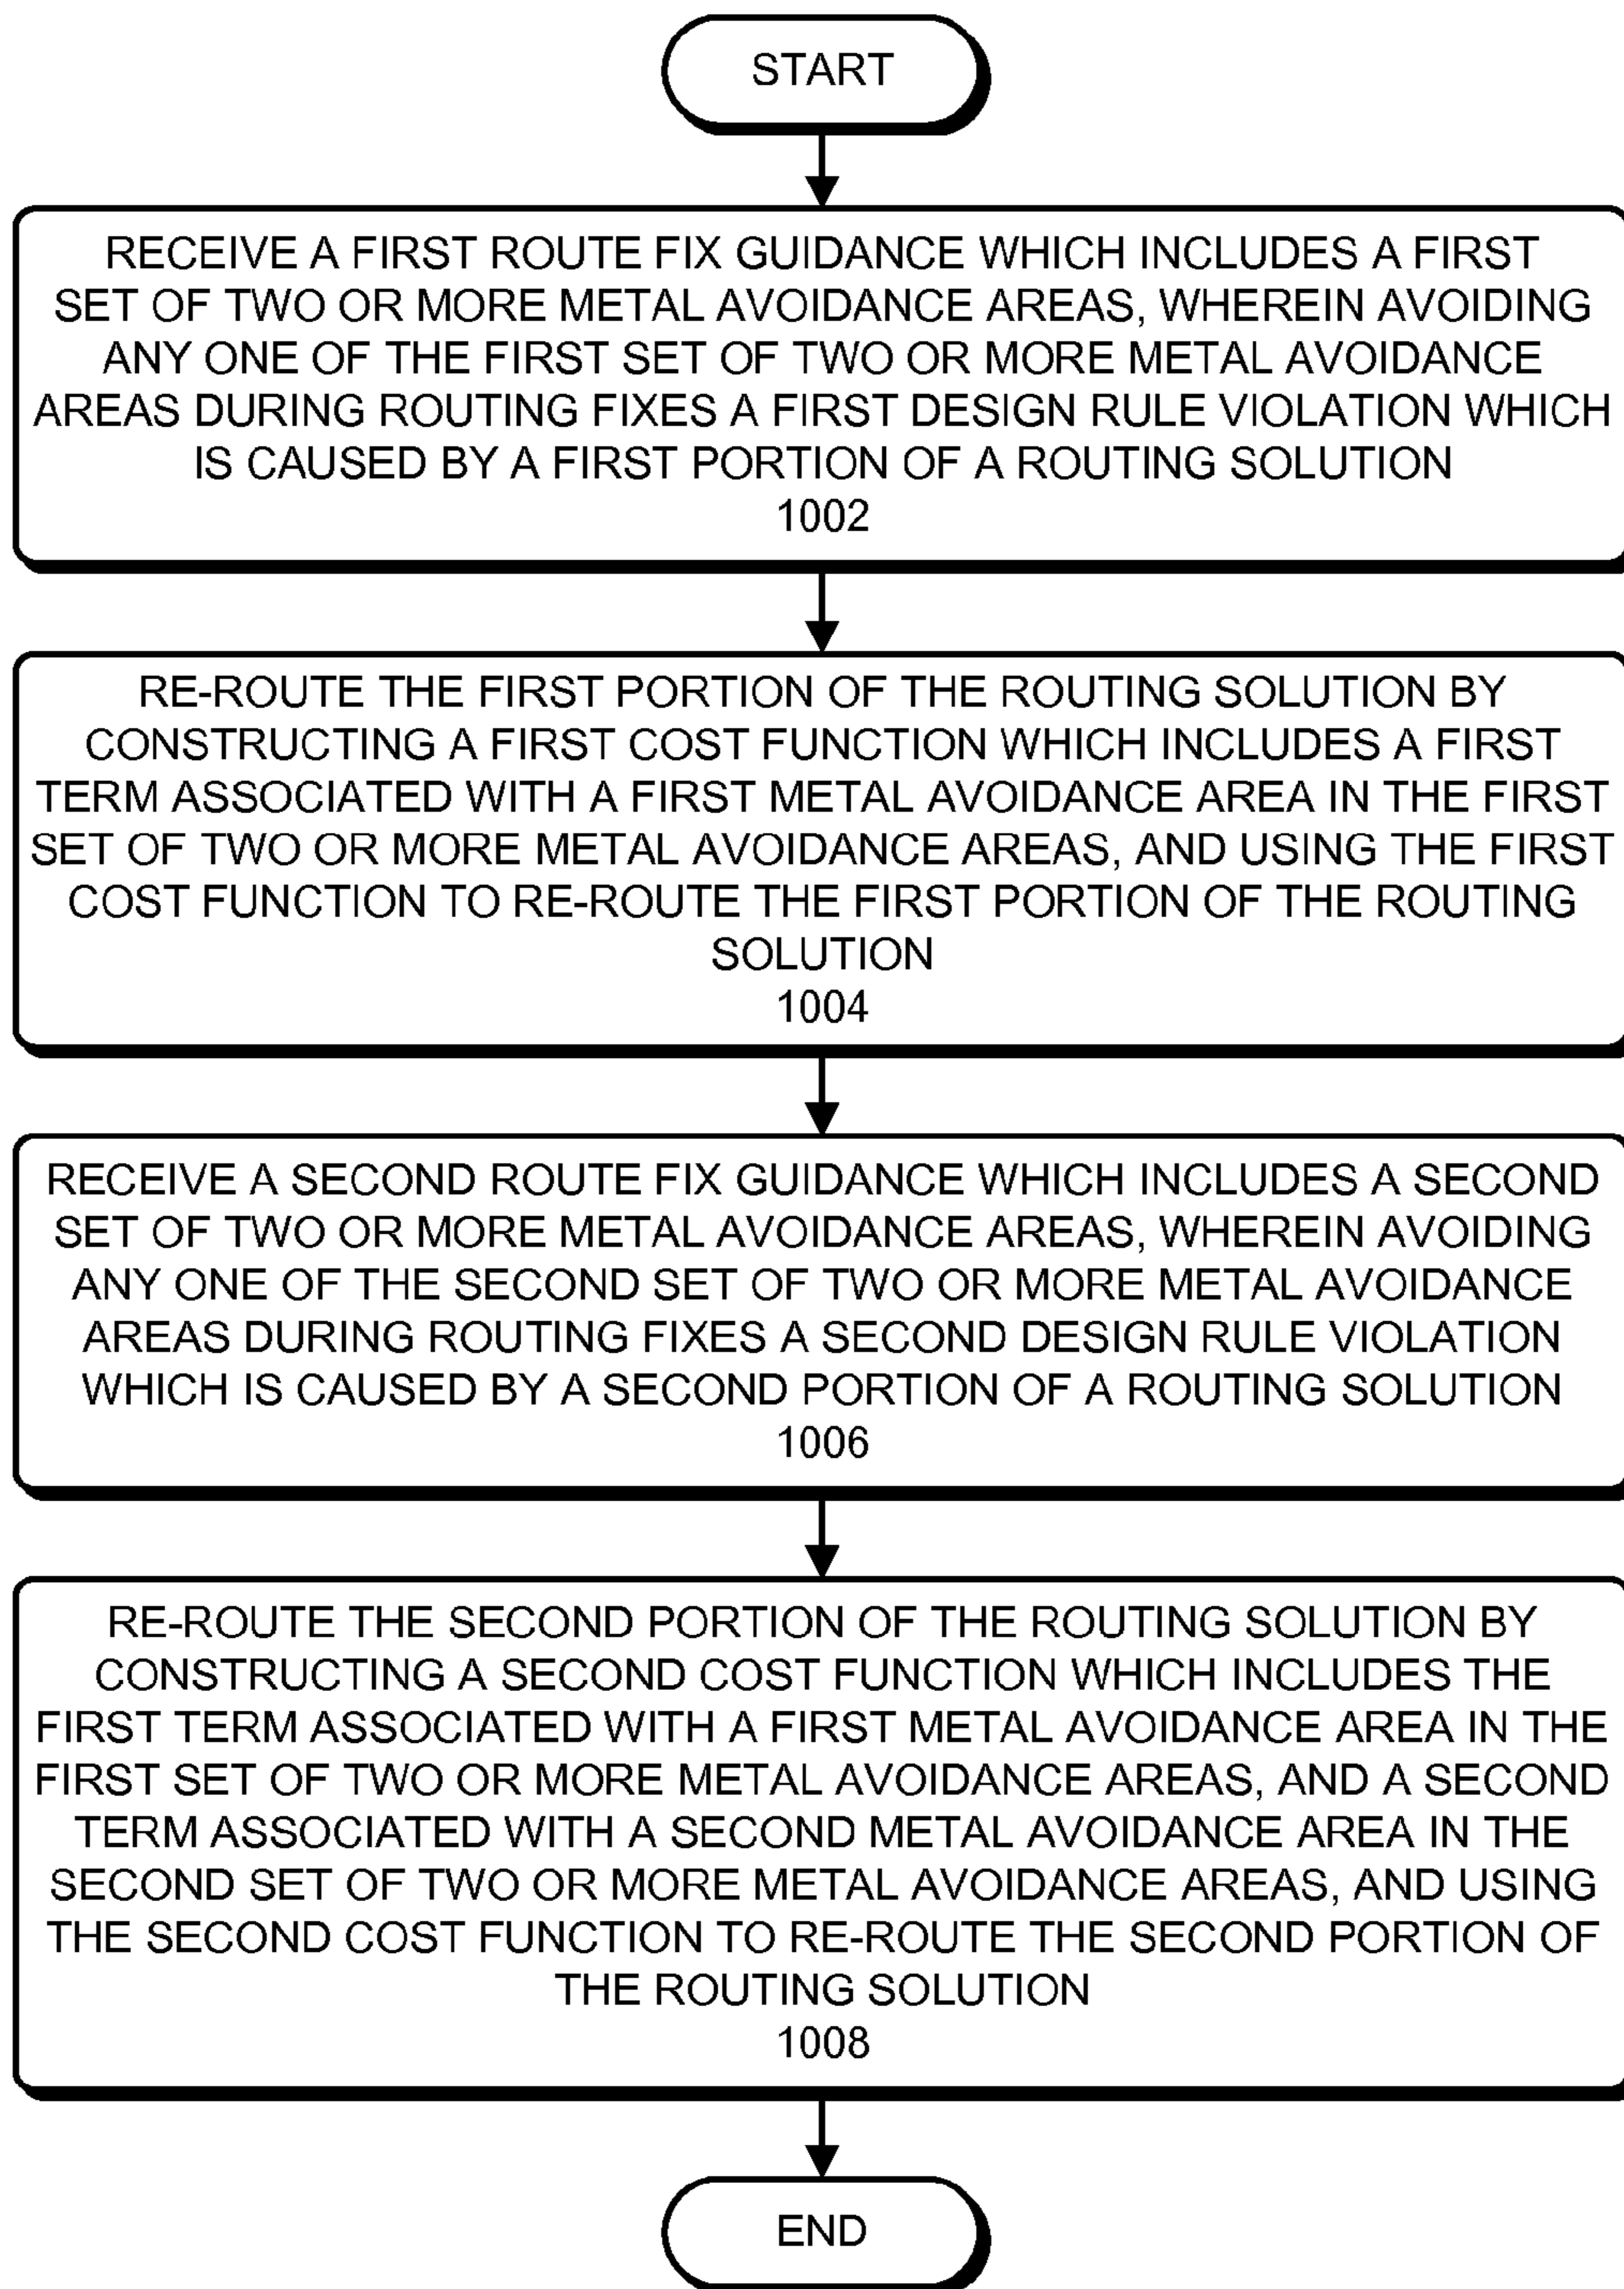 START
RECEIVE A FIRST ROUTE FIX GUIDANCE WHICH INCLUDES A FIRST
SET OF TWO OR MORE METAL AVOIDANCE AREAS, WHEREIN AVOIDING
ANY ONE OF THE FIRST SET OF TWO OR MORE METAL AVOIDANCE
AREAS DURING ROUTING FIXES A FIRST DESIGN RULE VIOLATION WHICH
IS CAUSED BY A FIRST PORTION OF A ROUTING SOLUTION
1002
RE-ROUTE THE FIRST PORTION OF THE ROUTING SOLUTION BY
CONSTRUCTING A FIRST COST FUNCTION WHICH INCLUDES A FIRST
TERM ASSOCIATED WITH A FIRST METAL AVOIDANCE AREA IN THE FIRST
SET OF TWO OR MORE METAL AVOIDANCE AREAS, AND USING THE FIRST
COST FUNCTION TO RE-ROUTE THE FIRST PORTION OF THE ROUTING
SOLUTION
1004
RECEIVE A SECOND ROUTE FIX GUIDANCE WHICH INCLUDES A SECOND
SET OF TWO OR MORE METAL AVOIDANCE AREAS, WHEREIN AVOIDING
ANY ONE OF THE SECOND SET OF TWO OR MORE METAL AVOIDANCE
AREAS DURING ROUTING FIXES A SECOND DESIGN RULE VIOLATION
WHICH IS CAUSED BY A SECOND PORTION OF A ROUTING SOLUTION
1006
RE-ROUTE THE SECOND PORTION OF THE ROUTING SOLUTION BY
CONSTRUCTING A SECOND COST FUNCTION WHICH INCLUDES THE
FIRST TERM ASSOCIATED WITH A FIRST METAL AVOIDANCE AREA IN THE
FIRST SET OF TWO OR MORE METAL AVOIDANCE AREAS, AND A SECOND
TERM ASSOCIATED WITH A SECOND METAL AVOIDANCE AREA IN THE
SECOND SET OF TWO OR MORE METAL AVOIDANCE AREAS, AND USING
THE SECOND COST FUNCTION TO RE-ROUTE THE SECOND PORTION OF
THE ROUTING SOLUTION
1008
END